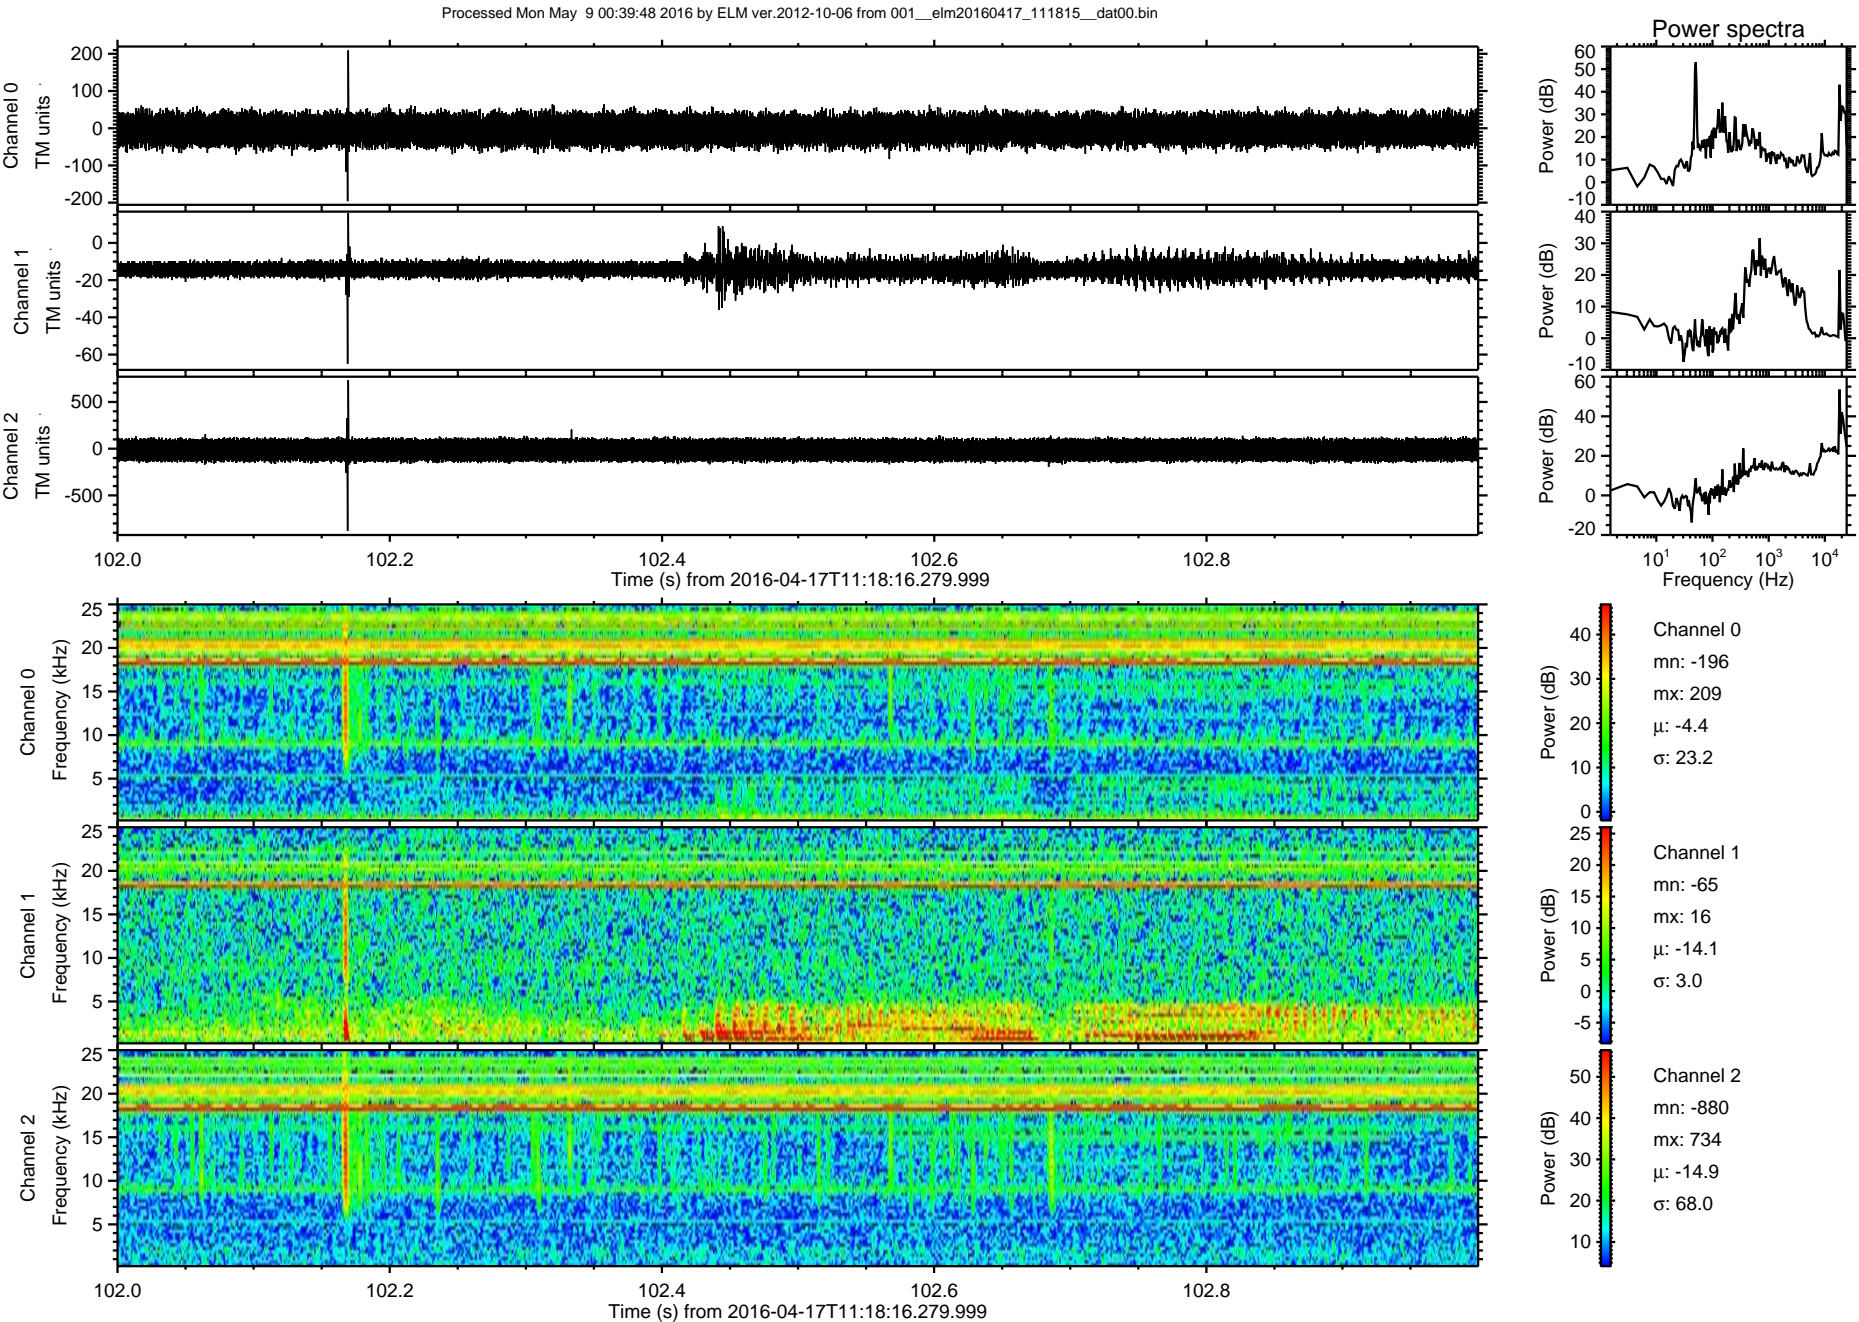 Processed Mon May  9 00:39:48 2016 by ELM ver.2012-10-06 from 001__elm20160417_111815__dat00.bin
Power spectra
Channel 0
TM units
200
100
0
-100
-200
Power (dB)
60
50
40
30
20
10
0
-10
Channel 1
TM units
0
-20
-40
-60
Power (dB)
40
30
20
10
0
-10
Channel 2
TM units
500
0
-500
Power (dB)
60
40
20
0
-20
102.0 102.2 102.4 102.6 102.8
Time (s) from 2016-04-17T11:18:16.279.999
10^1 10^2 10^3 10^4
Frequency (Hz)
Channel 0
Frequency (kHz)
25
20
15
10
5
Power (dB)
40
30
20
10
0
Channel 0
mn: -196
mx: 209
μ: -4.4
σ: 23.2
Channel 1
Frequency (kHz)
25
20
15
10
5
Power (dB)
25
20
15
10
5
0
-5
Channel 1
mn: -65
mx: 16
μ: -14.1
σ: 3.0
Channel 2
Frequency (kHz)
25
20
15
10
5
Power (dB)
50
40
30
20
10
Channel 2
mn: -880
mx: 734
μ: -14.9
σ: 68.0
102.0 102.2 102.4 102.6 102.8
Time (s) from 2016-04-17T11:18:16.279.999